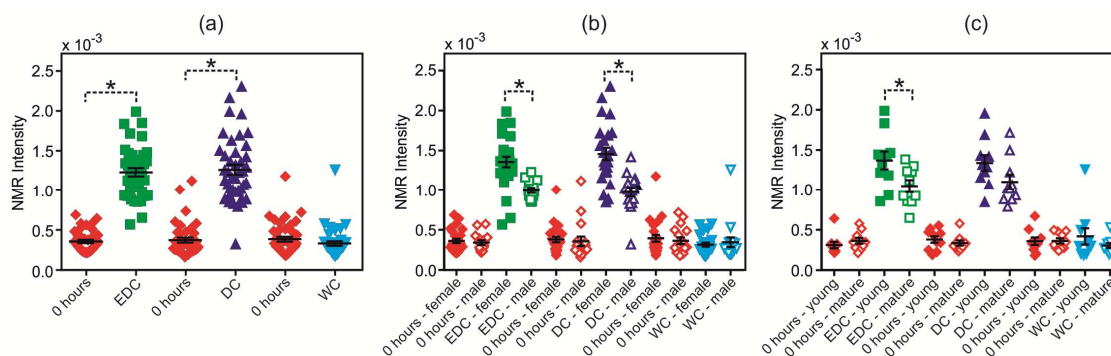 (a)
x 10⁻³
NMR Intensity
2.5
2.0
1.5
1.0
0.5
0.0
*
*
0 hours
EDC
0 hours
DC
0 hours
WC
(b)
x 10⁻³
NMR Intensity
2.5
2.0
1.5
1.0
0.5
0.0
*
*
0 hours - female
0 hours - male
EDC - female
EDC - male
0 hours - female
0 hours - male
DC - female
DC - male
0 hours - female
0 hours - male
WC - female
WC - male
(c)
x 10⁻³
NMR Intensity
2.5
2.0
1.5
1.0
0.5
0.0
*
0 hours - young
0 hours - mature
EDC - young
EDC - mature
0 hours - young
0 hours - mature
DC - young
DC - mature
0 hours - young
0 hours - mature
WC - young
WC - mature